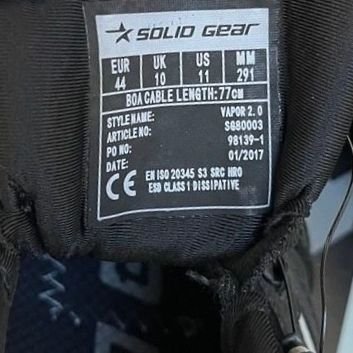 SOLID GEAR
EUR UK US MM
44 10 11 291
BOA CABLE LENGTH:77cm
STYLE NAME: VAPOR 2.0
ARTICLE NO: SG80003
PO NO: 98139-1
DATE: 01/2017
CE EN ISO 20345 S3 SRC HRO
ESD CLASS 1 DISSIPATIVE